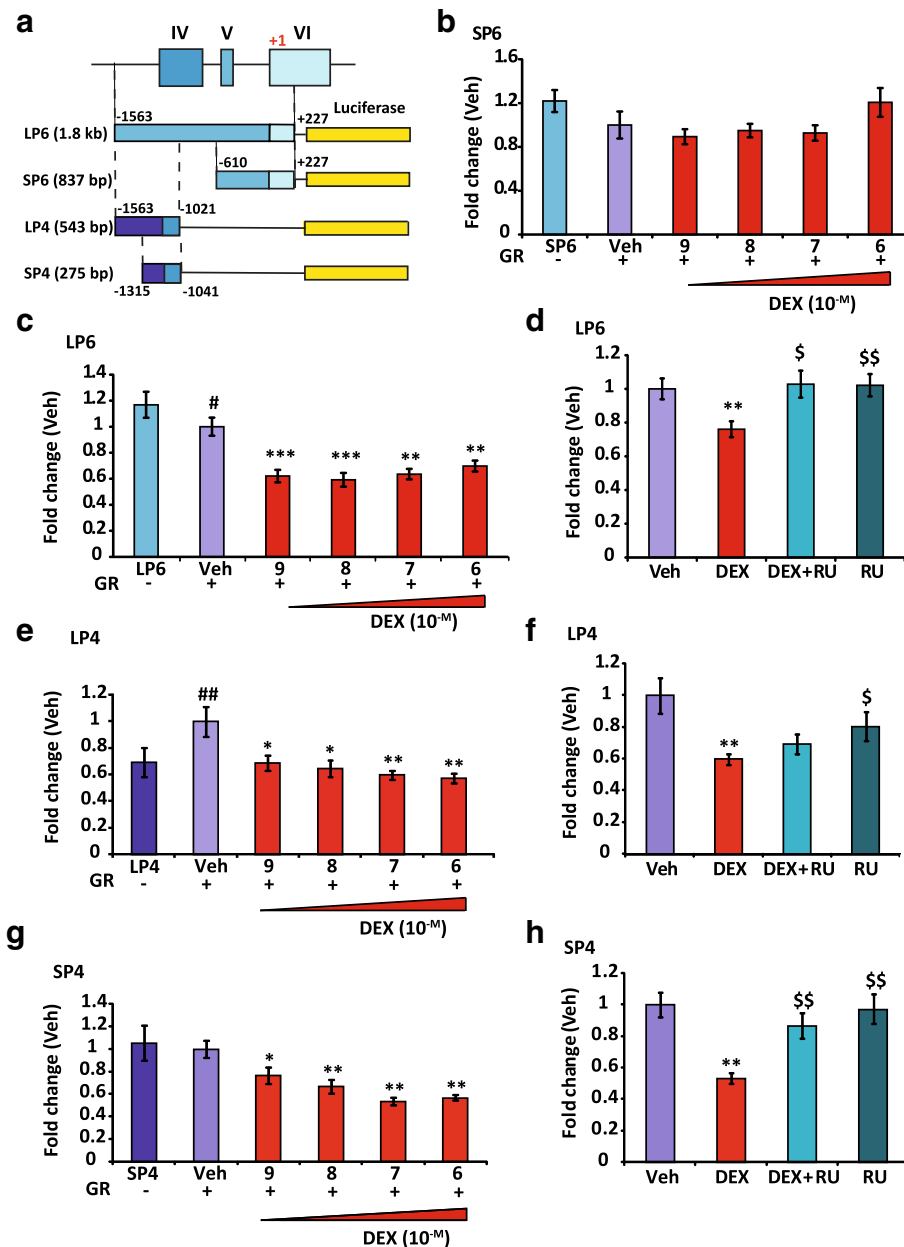 a
IV V VI
+1
Luciferase
-1563 +227
LP6 (1.8 kb)
-610 +227
SP6 (837 bp)
-1563 -1021
LP4 (543 bp)
SP4 (275 bp)
-1315 -1041
b
SP6
Fold change (Veh)
1.6
1.2
0.8
0.4
0
SP6 Veh 9 8 7 6
GR - + + + + +
DEX (10-M)
c
LP6
Fold change (Veh)
1.4
1.2
1
0.8
0.6
0.4
0.2
0
# *** *** ** **
LP6 Veh 9 8 7 6
GR - + + + + +
DEX (10-M)
d
LP6
Fold change (Veh)
1.2
1
0.8
0.6
0.4
0.2
0
** $ $$
Veh DEX DEX+RU RU
e
LP4
Fold change (Veh)
1.2
1
0.8
0.6
0.4
0.2
0
## * * ** **
LP4 Veh 9 8 7 6
GR - + + + + +
DEX (10-M)
f
LP4
Fold change (Veh)
1.2
1
0.8
0.6
0.4
0.2
0
** $
Veh DEX DEX+RU RU
g
SP4
Fold change (Veh)
1.4
1.2
1
0.8
0.6
0.4
0.2
0
* ** ** **
SP4 Veh 9 8 7 6
GR - + + + + +
DEX (10-M)
h
SP4
Fold change (Veh)
1.2
1
0.8
0.6
0.4
0.2
0
** $$ $$
Veh DEX DEX+RU RU